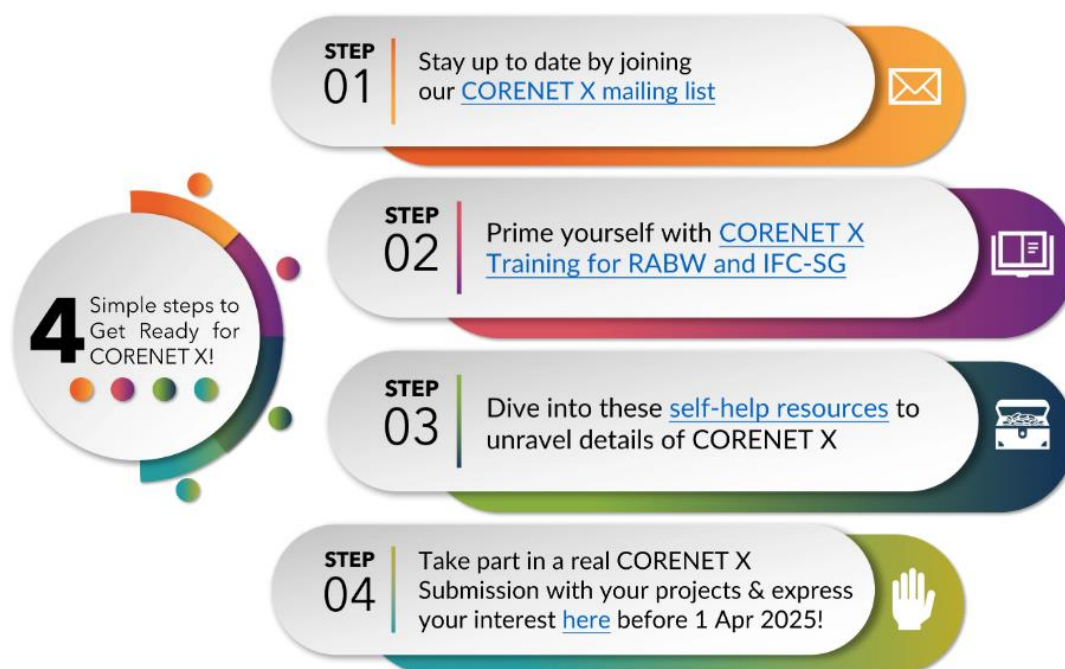 4
Simple steps to
Get Ready for
CORENET X!
STEP
01
Stay up to date by joining
our CORENET X mailing list
STEP
02
Prime yourself with CORENET X
Training for RABW and IFC-SG
STEP
03
Dive into these self-help resources to
unravel details of CORENET X
STEP
04
Take part in a real CORENET X
Submission with your projects & express
your interest here before 1 Apr 2025!